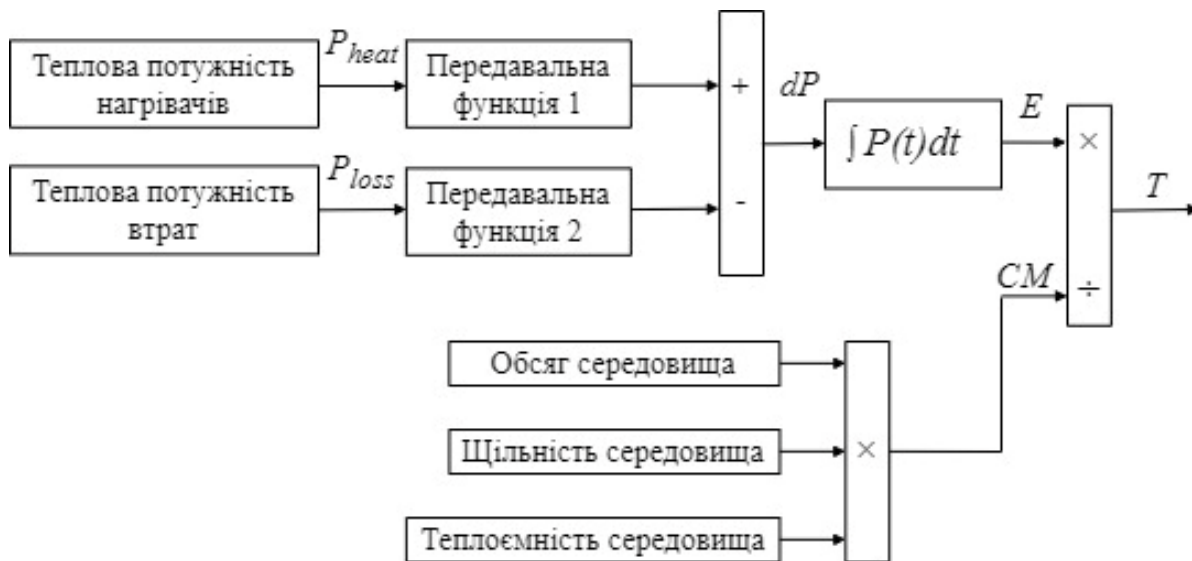 Теплова потужність
нагрівачів
P_heat
Передавальна
функція 1
+
dP
∫ P(t)dt
E
×
T
Теплова потужність
втрат
P_loss
Передавальна
функція 2
-
CM
÷
Обсяг середовища
Щільність середовища
×
Теплоємність середовища